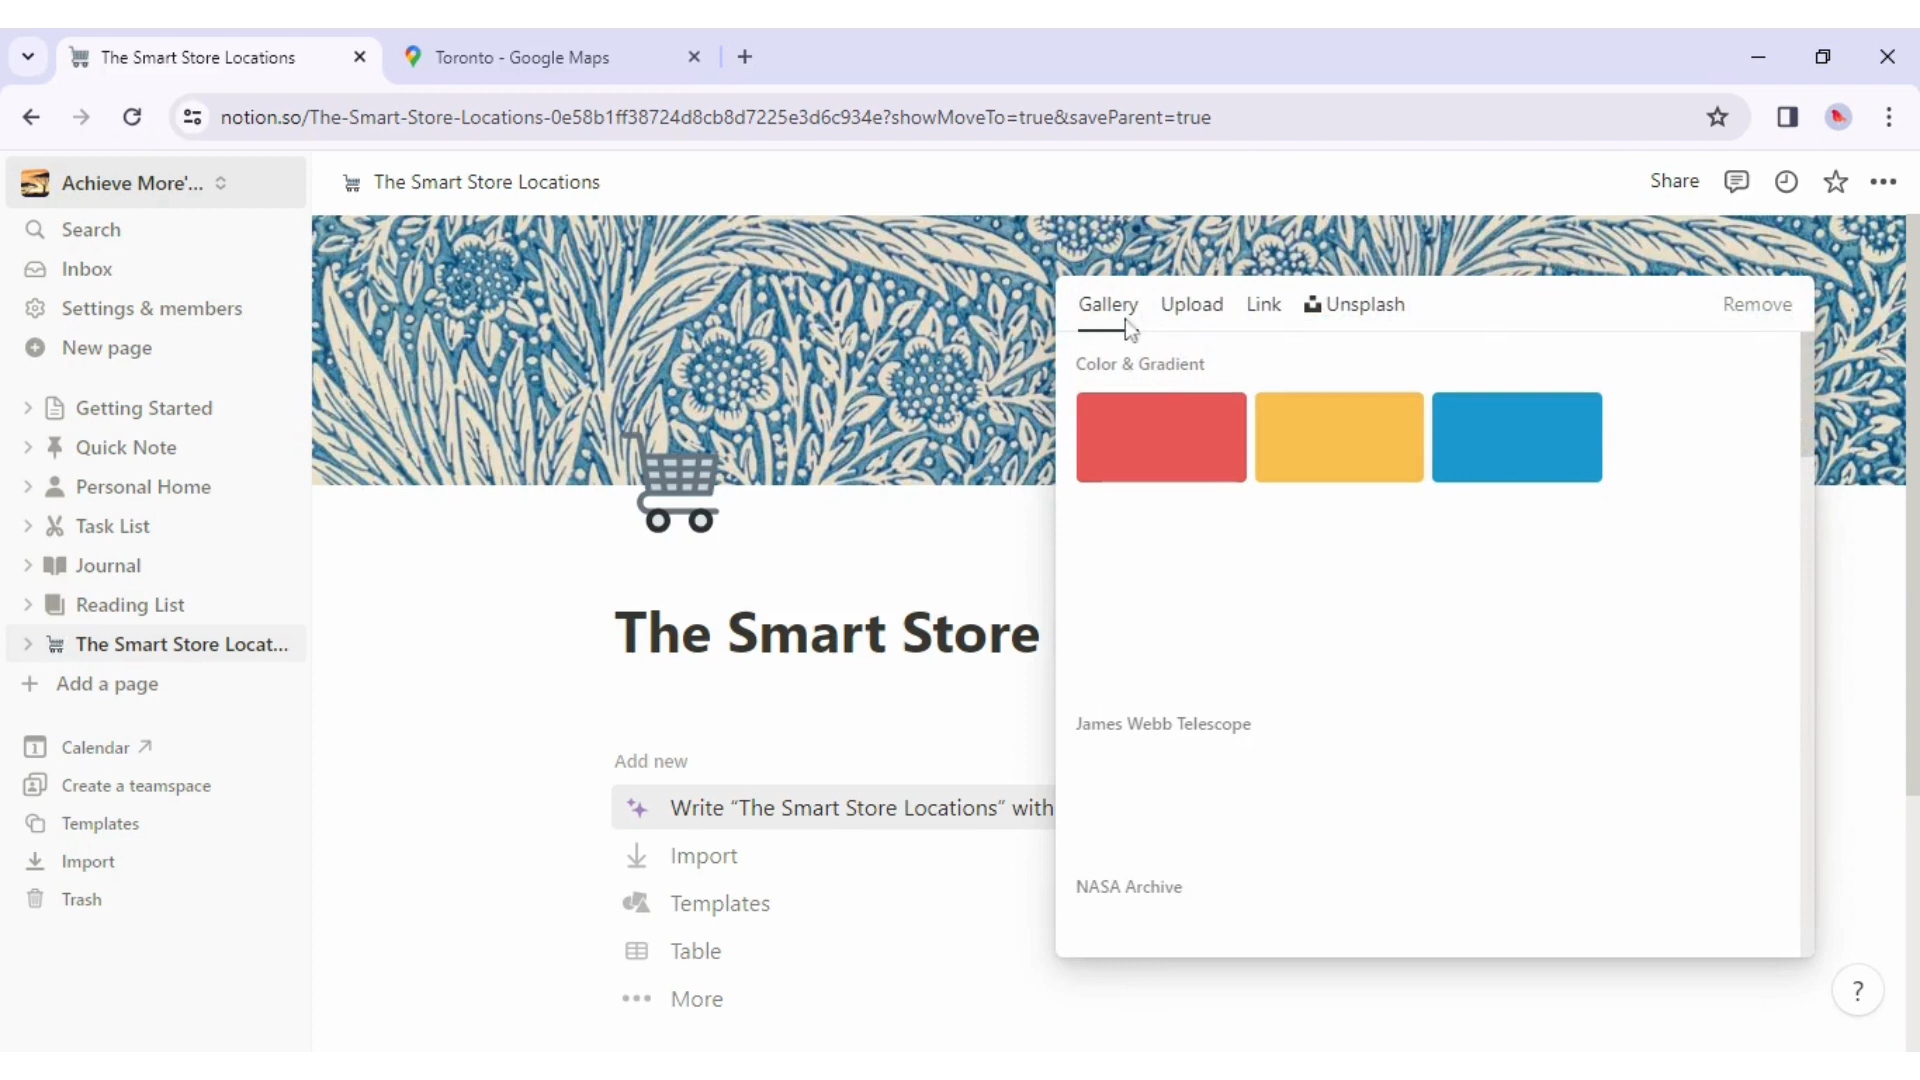 The Smart Store Locations
Toronto - Google Maps
notion.so/The-Smart-Store-Locations-0e58b1ff38724d8cb8d7225e3d6c934e?showMoveTo=true&saveParent=true
Achieve More'...
The Smart Store Locations
Share
Search
Inbox
Settings & members
New page
Getting Started
Quick Note
Personal Home
Task List
Journal
Reading List
The Smart Store Locat...
Add a page
1
Calendar
Create a teamspace
Templates
Import
Trash
Gallery
Upload
Link
Unsplash
Remove
Color & Gradient
James Webb Telescope
NASA Archive
The Smart Store
Add new
Write “The Smart Store Locations” with
Import
Templates
Table
More
?